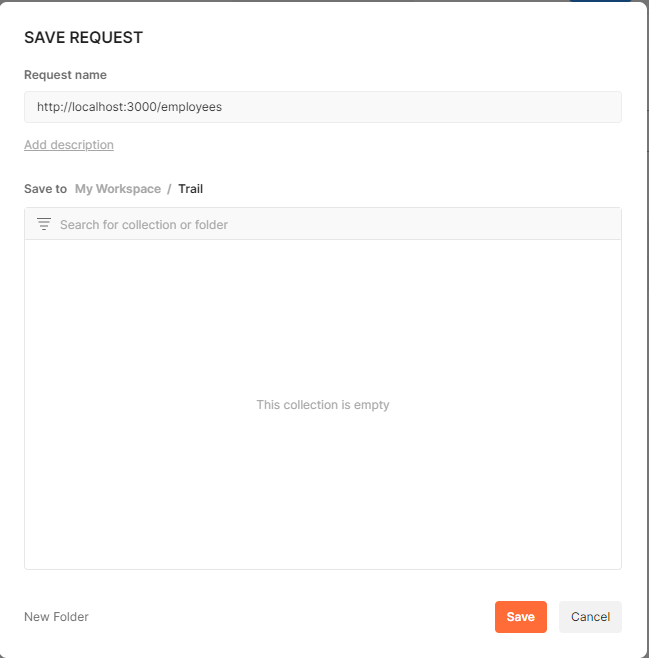 SAVE REQUEST
Request name
http://localhost:3000/employees
Add description
Save to My Workspace / Trail
Search for collection or folder
This collection is empty
New Folder Save Cancel